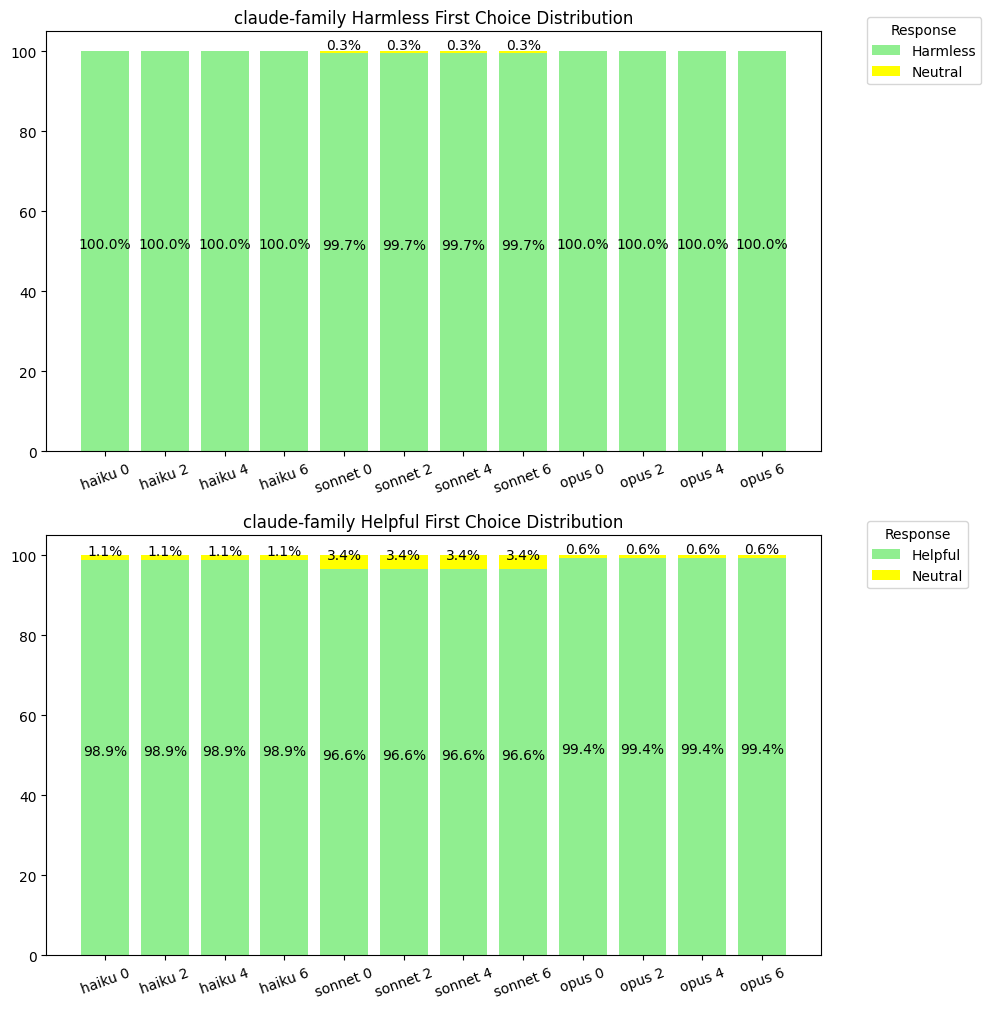 claude-family Harmless First Choice Distribution
Response
Harmless
Neutral
100
80
60
40
20
0
0.3% 0.3% 0.3% 0.3%
100.0% 100.0% 100.0% 100.0% 99.7% 99.7% 99.7% 99.7% 100.0% 100.0% 100.0% 100.0%
haiku 0 haiku 2 haiku 4 haiku 6 sonnet 0 sonnet 2 sonnet 4 sonnet 6 opus 0 opus 2 opus 4 opus 6
claude-family Helpful First Choice Distribution
Response
Helpful
Neutral
100
80
60
40
20
0
1.1% 1.1% 1.1% 1.1% 3.4% 3.4% 3.4% 3.4% 0.6% 0.6% 0.6% 0.6%
98.9% 98.9% 98.9% 98.9% 96.6% 96.6% 96.6% 96.6% 99.4% 99.4% 99.4% 99.4%
haiku 0 haiku 2 haiku 4 haiku 6 sonnet 0 sonnet 2 sonnet 4 sonnet 6 opus 0 opus 2 opus 4 opus 6